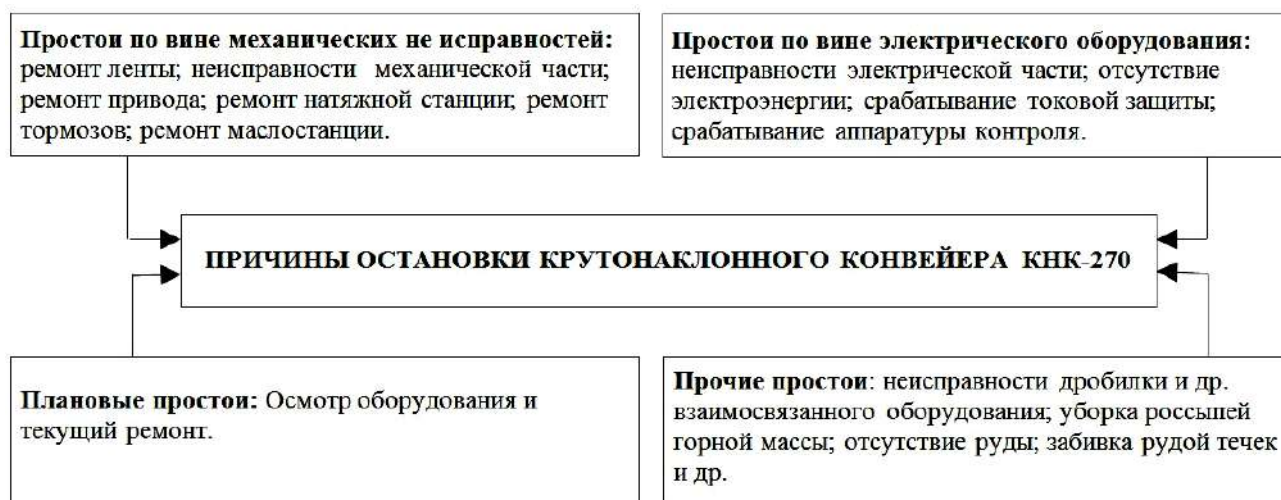 Простои по вине механических не исправностей:
ремонт ленты; неисправности механической части;
ремонт привода; ремонт натяжной станции; ремонт
тормозов; ремонт маслостанции.
Простои по вине электрического оборудования:
неисправности электрической части; отсутствие
электроэнергии; срабатывание токовой защиты;
срабатывание аппаратуры контроля.
ПРИЧИНЫ ОСТАНОВКИ КРУТОНАКЛОННОГО КОНВЕЙЕРА КНК-270
Плановые простои: Осмотр оборудования и
текущий ремонт.
Прочие простои: неисправности дробилки и др.
взаимосвязанного оборудования; уборка россыпей
горной массы; отсутствие руды; забивка рудой течек
и др.